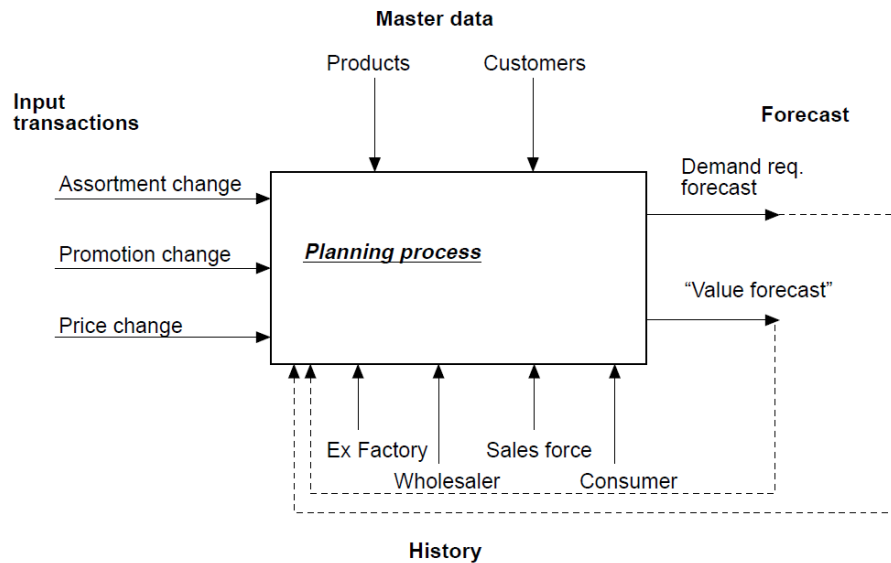 Master data
Products
Customers
Input
transactions
Forecast
Assortment change
Promotion change
Price change
Planning process
Demand req.
forecast
“Value forecast”
Ex Factory
Sales force
Wholesaler
Consumer
History